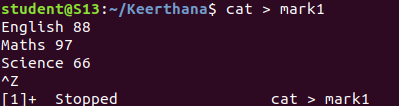 student@S13:~/Keerthana$ cat > mark1
English 88
Maths 97
Science 66
^Z
[1]+  Stopped                 cat > mark1